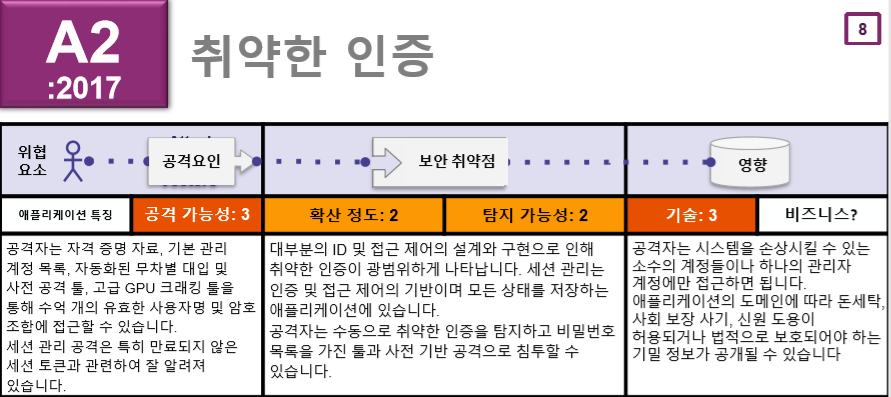 A2
:2017
취약한 인증
8
위협
요소
공격요인
보안 취약점
영향
애플리케이션 특징
공격 가능성: 3
확산 정도: 2
탐지 가능성: 2
기술: 3
비즈니스?
공격자는 자격 증명 자료, 기본 관리
계정 목록, 자동화된 무차별 대입 및
사전 공격 툴, 고급 GPU 크래킹 툴을
통해 수억 개의 유효한 사용자명 및 암호
조합에 접근할 수 있습니다.
세션 관리 공격은 특히 만료되지 않은
세션 토큰과 관련하여 잘 알려져
있습니다.
대부분의 ID 및 접근 제어의 설계와 구현으로 인해
취약한 인증이 광범위하게 나타납니다. 세션 관리는
인증 및 접근 제어의 기반이며 모든 상태를 저장하는
애플리케이션에 있습니다.
공격자는 수동으로 취약한 인증을 탐지하고 비밀번호
목록을 가진 툴과 사전 기반 공격으로 침투할 수
있습니다.
공격자는 시스템을 손상시킬 수 있는
소수의 계정들이나 하나의 관리자
계정에만 접근하면 됩니다.
애플리케이션의 도메인에 따라 돈세탁,
사회 보장 사기, 신원 도용이
허용되거나 법적으로 보호되어야 하는
기밀 정보가 공개될 수 있습니다